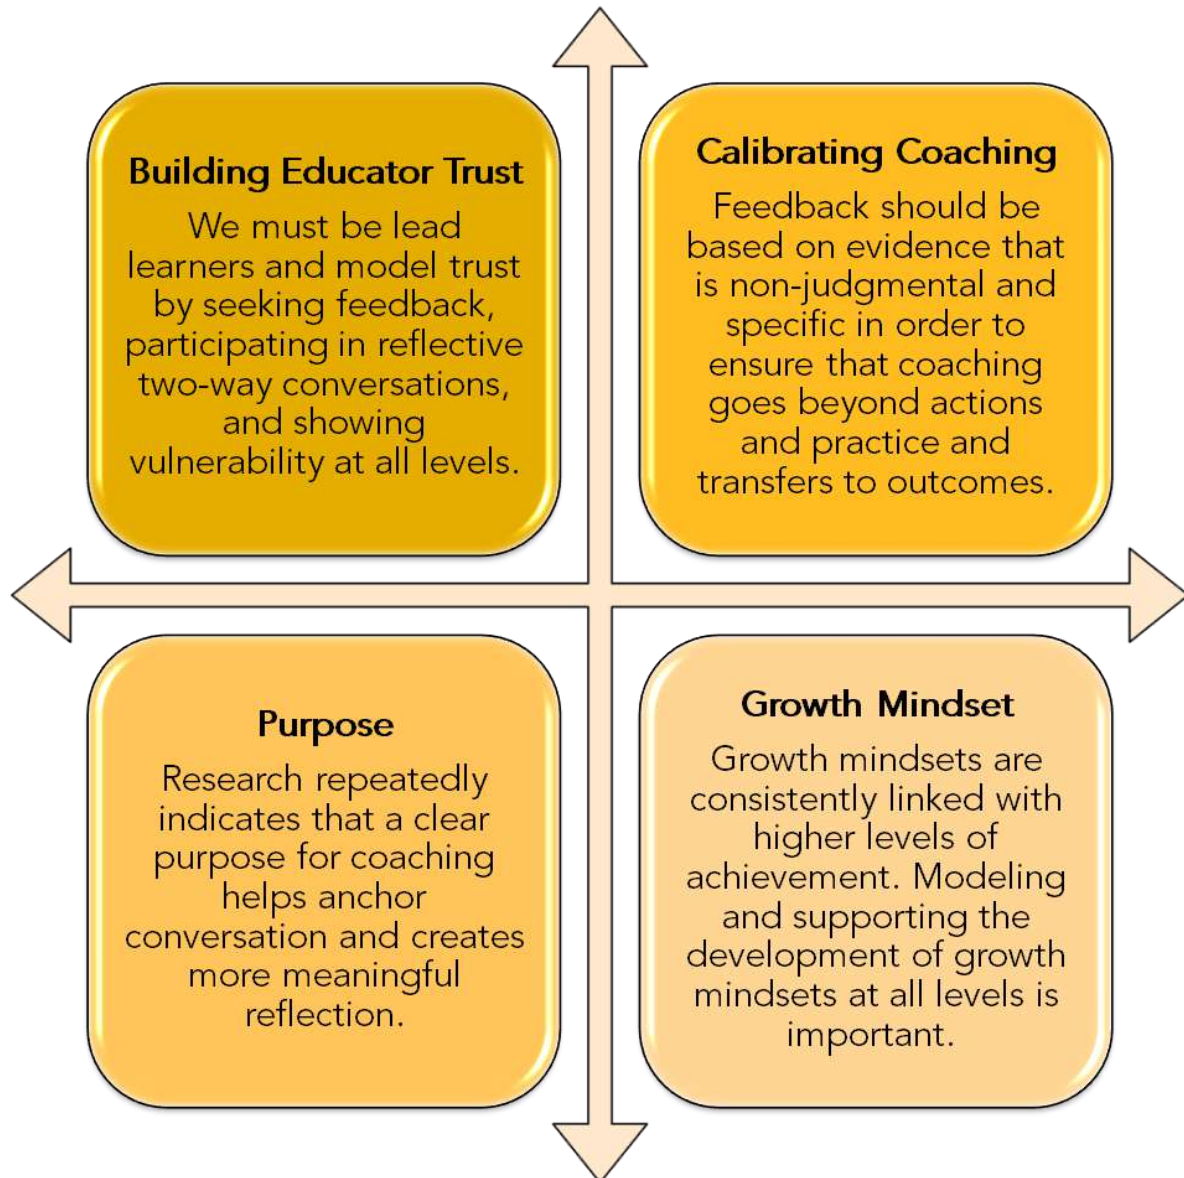 Building Educator Trust
We must be lead
learners and model trust
by seeking feedback,
participating in reflective
two-way conversations,
and showing
vulnerability at all levels.
Calibrating Coaching
Feedback should be
based on evidence that
is non-judgmental and
specific in order to
ensure that coaching
goes beyond actions
and practice and
transfers to outcomes.
Purpose
Research repeatedly
indicates that a clear
purpose for coaching
helps anchor
conversation and creates
more meaningful
reflection.
Growth Mindset
Growth mindsets are
consistently linked with
higher levels of
achievement. Modeling
and supporting the
development of growth
mindsets at all levels is
important.